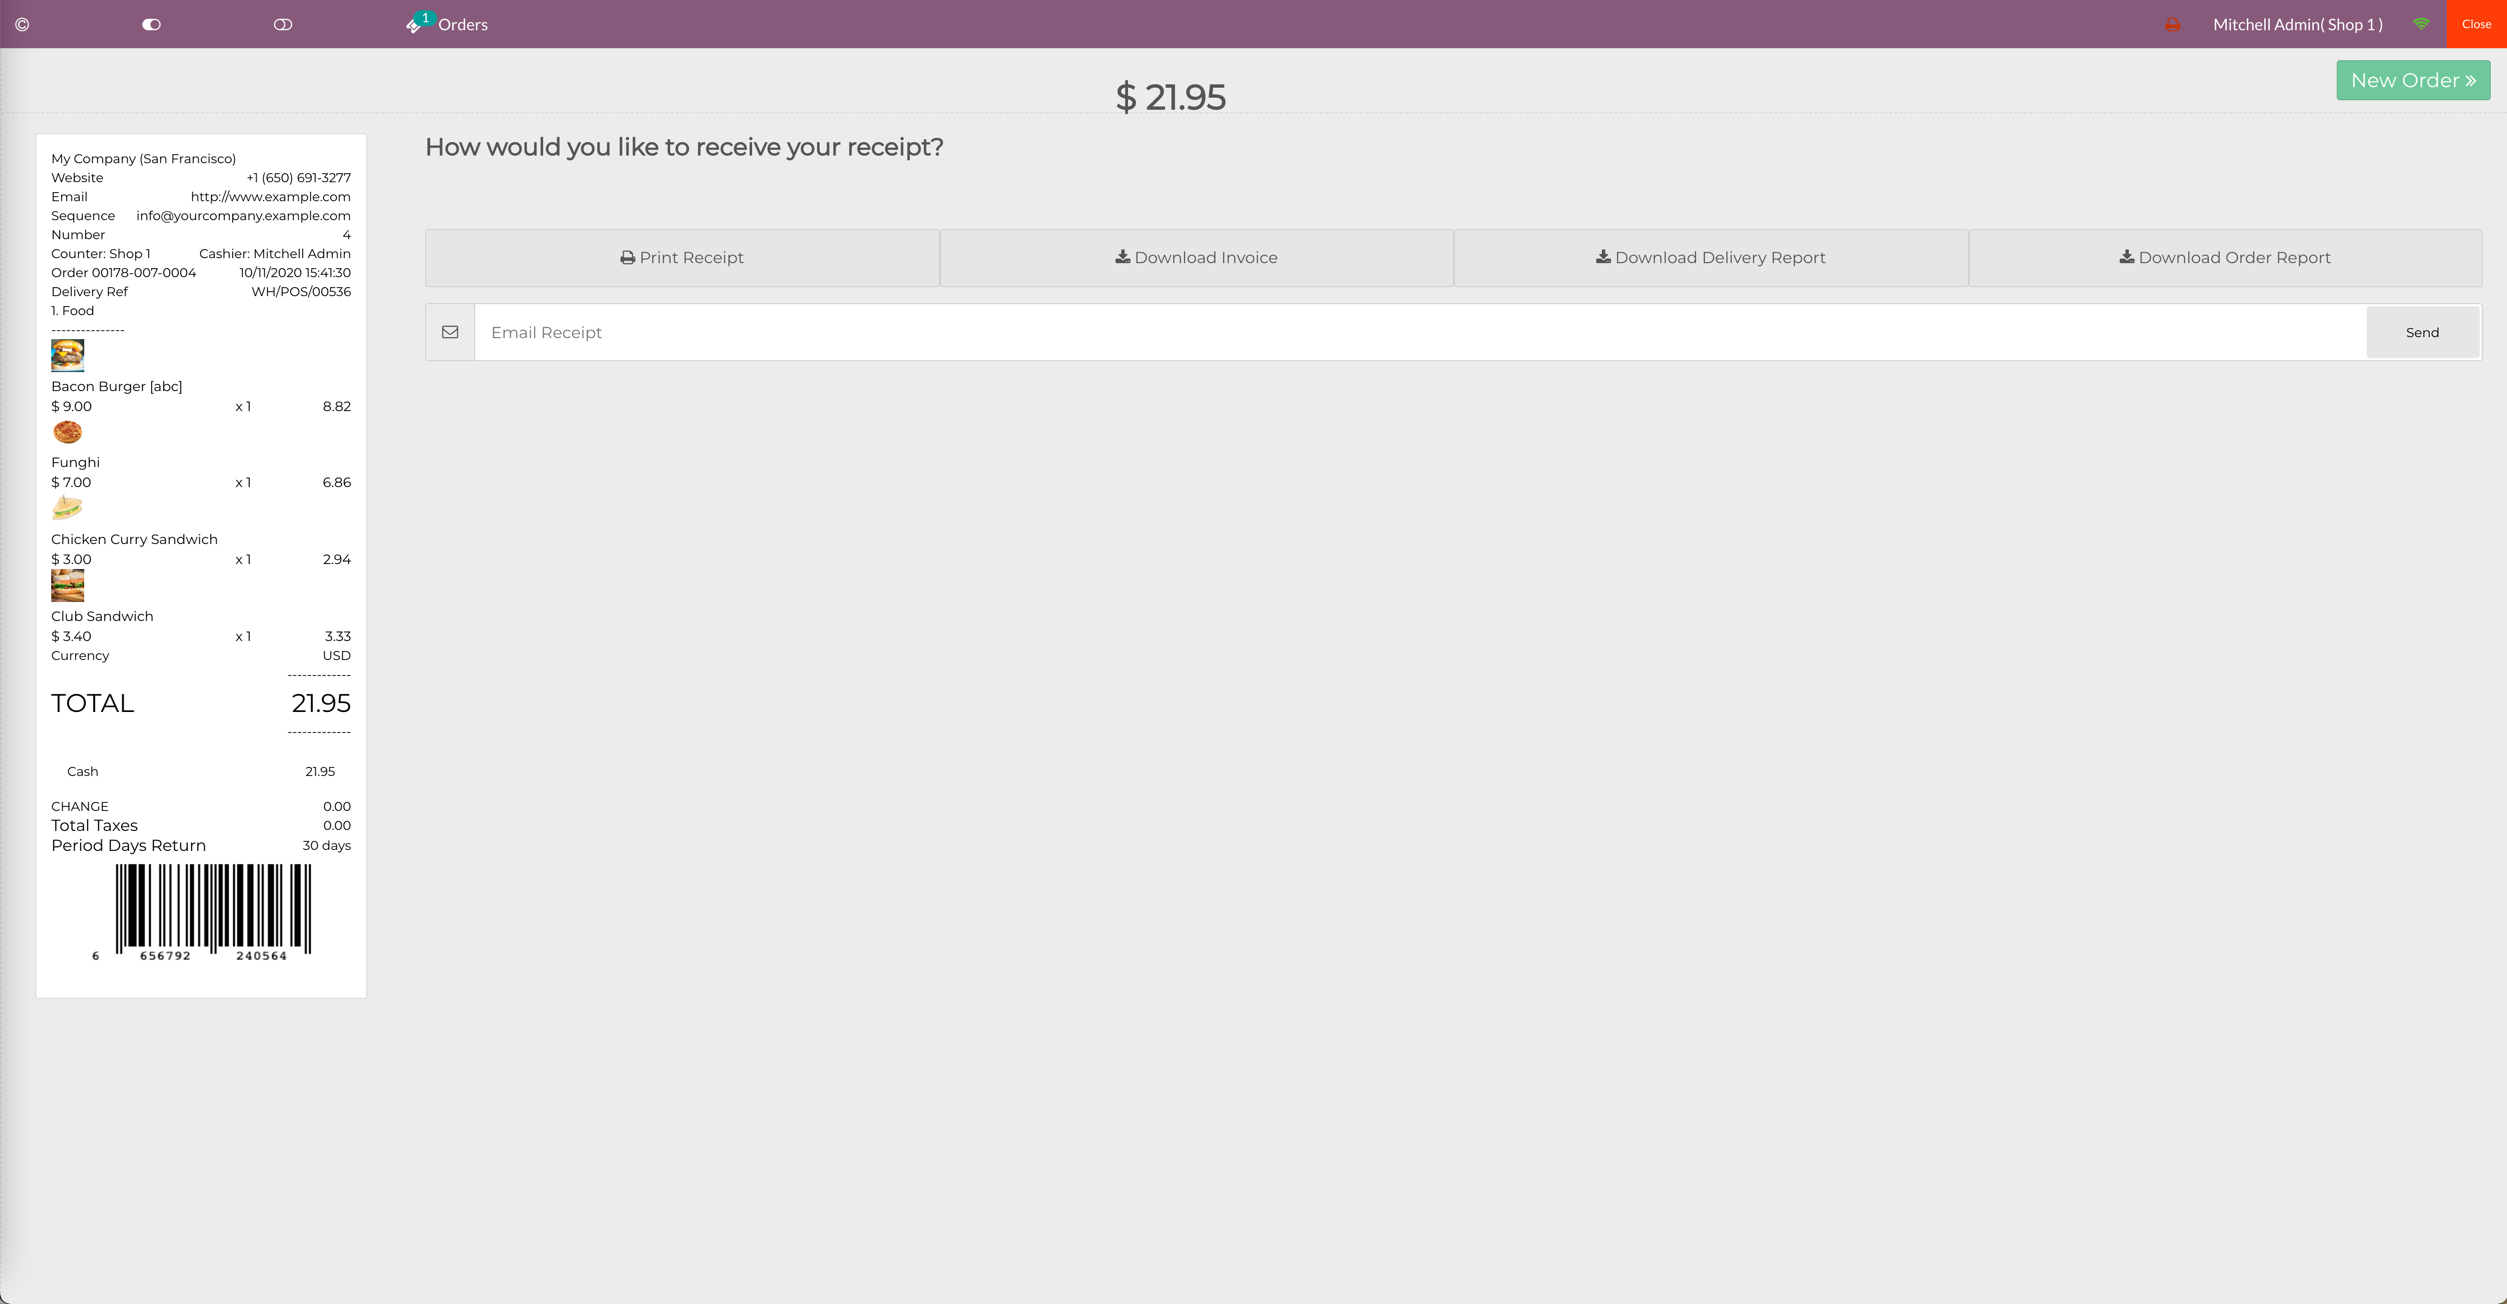 © 1 Orders Mitchell Admin( Shop 1 ) Close
$ 21.95
New Order »
How would you like to receive your receipt?
Print Receipt
Download Invoice
Download Delivery Report
Download Order Report
Email Receipt
Send
My Company (San Francisco)
Website +1 (650) 691-3277
Email http://www.example.com
Sequence info@yourcompany.example.com
Number 4
Counter: Shop 1 Cashier: Mitchell Admin
Order 00178-007-0004 10/11/2020 15:41:30
Delivery Ref WH/POS/00536
1. Food
---------------
Bacon Burger [abc]
$ 9.00 x 1 8.82
Funghi
$ 7.00 x 1 6.86
Chicken Curry Sandwich
$ 3.00 x 1 2.94
Club Sandwich
$ 3.40 x 1 3.33
Currency USD
-------------
TOTAL 21.95
-------------
Cash 21.95
CHANGE 0.00
Total Taxes 0.00
Period Days Return 30 days
6 656792 240564